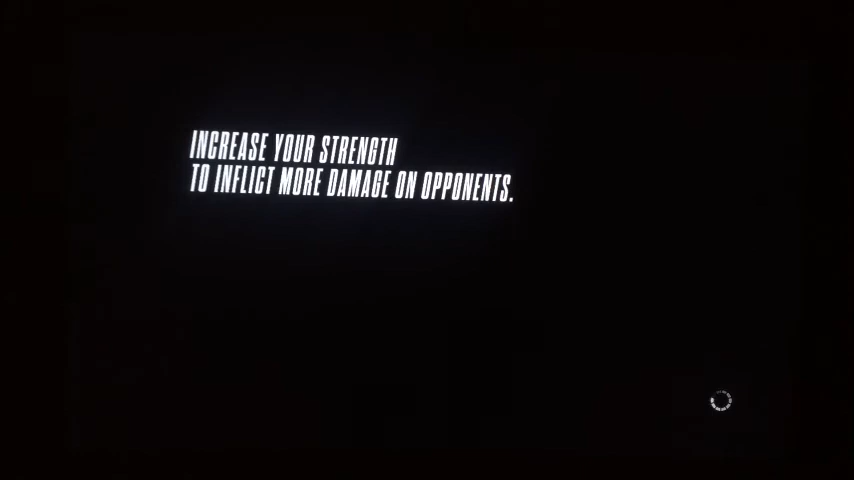 INCREASE YOUR STRENGTH
TO INFLICT MORE DAMAGE ON OPPONENTS.